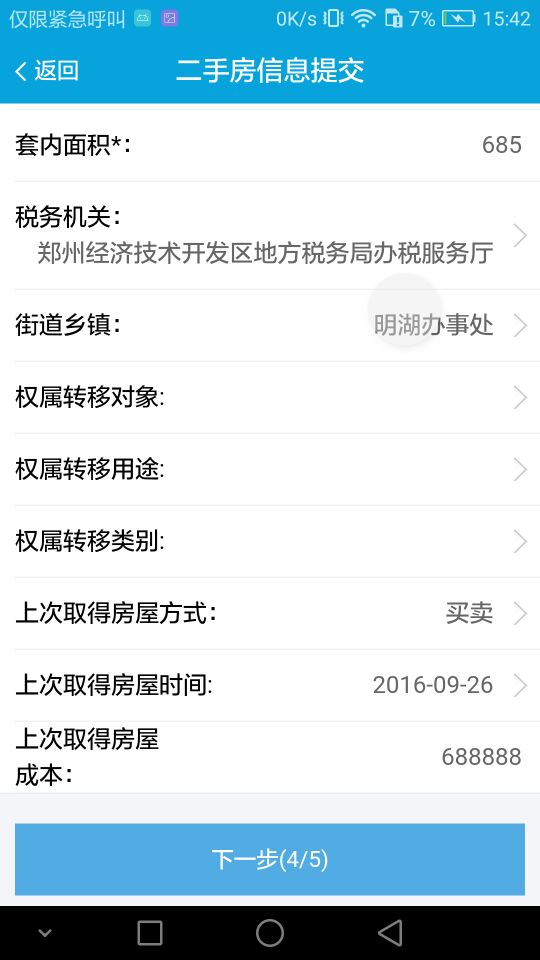 仅限紧急呼叫 0K/s 7% 15:42
返回 二手房信息提交
套内面积*： 685
税务机关：
郑州经济技术开发区地方税务局办税服务厅
街道乡镇： 明湖办事处
权属转移对象:
权属转移用途:
权属转移类别:
上次取得房屋方式： 买卖
上次取得房屋时间: 2016-09-26
上次取得房屋
成本： 688888
下一步(4/5)